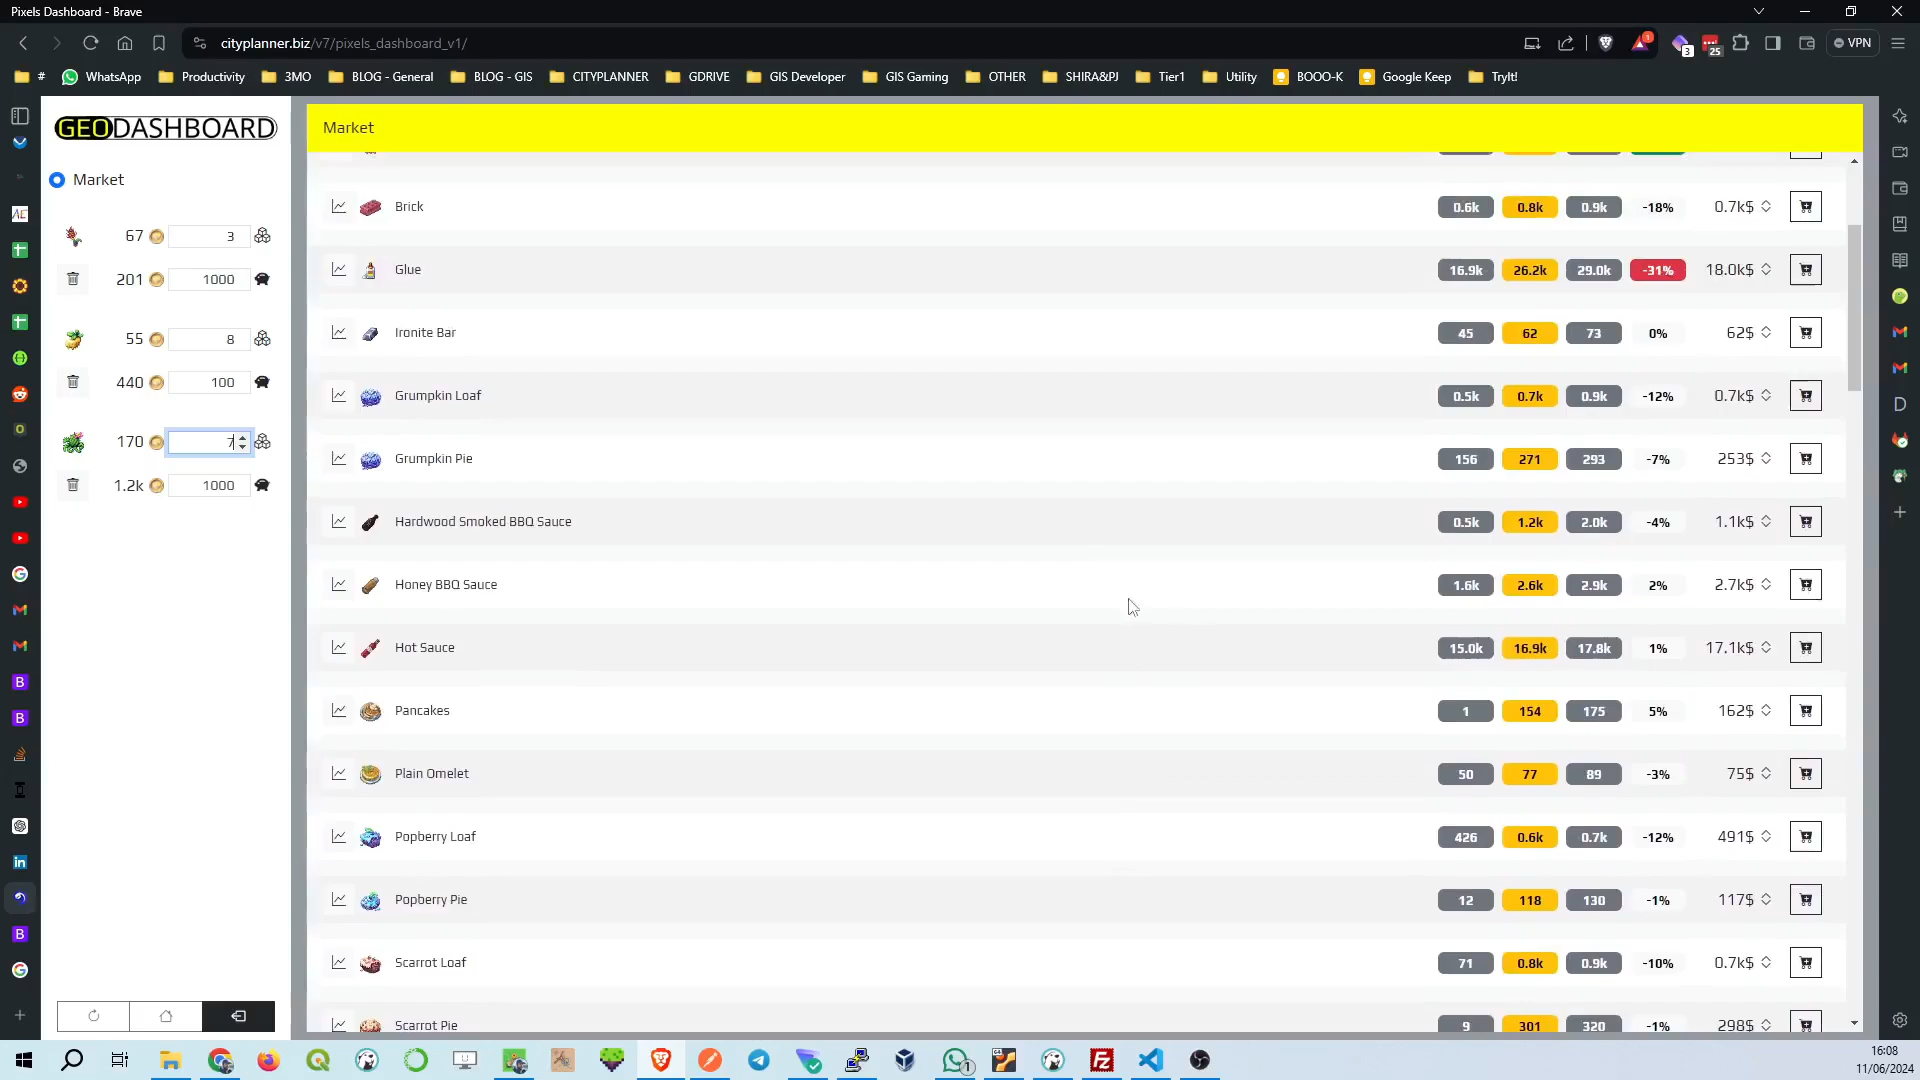 Pixels Dashboard - Brave
cityplanner.biz/v7/pixels_dashboard_v1/
1
3
25
VPN
#
WhatsApp
Productivity
3MO
BLOG - General
BLOG - GIS
CITYPLANNER
GDRIVE
GIS Developer
GIS Gaming
OTHER
SHIRA&PJ
Tier1
Utility
BOOO-K
Google Keep
TryIt!
GEODASHBOARD
Market
67 3
201 1000
55 8
440 100
170 7
1.2k 1000
Market
Brick 0.6k 0.8k 0.9k -18% 0.7k$
Glue 16.9k 26.2k 29.0k -31% 18.0k$
Ironite Bar 45 62 73 0% 62$
Grumpkin Loaf 0.5k 0.7k 0.9k -12% 0.7k$
Grumpkin Pie 156 271 293 -7% 253$
Hardwood Smoked BBQ Sauce 0.5k 1.2k 2.0k -4% 1.1k$
Honey BBQ Sauce 1.6k 2.6k 2.9k 2% 2.7k$
Hot Sauce 15.0k 16.9k 17.8k 1% 17.1k$
Pancakes 1 154 175 5% 162$
Plain Omelet 50 77 89 -3% 75$
Popberry Loaf 426 0.6k 0.7k -12% 491$
Popberry Pie 12 118 130 -1% 117$
Scarrot Loaf 71 0.8k 0.9k -10% 0.7k$
Scarrot Pie 9 301 320 -1% 298$
16:08
11/06/2024